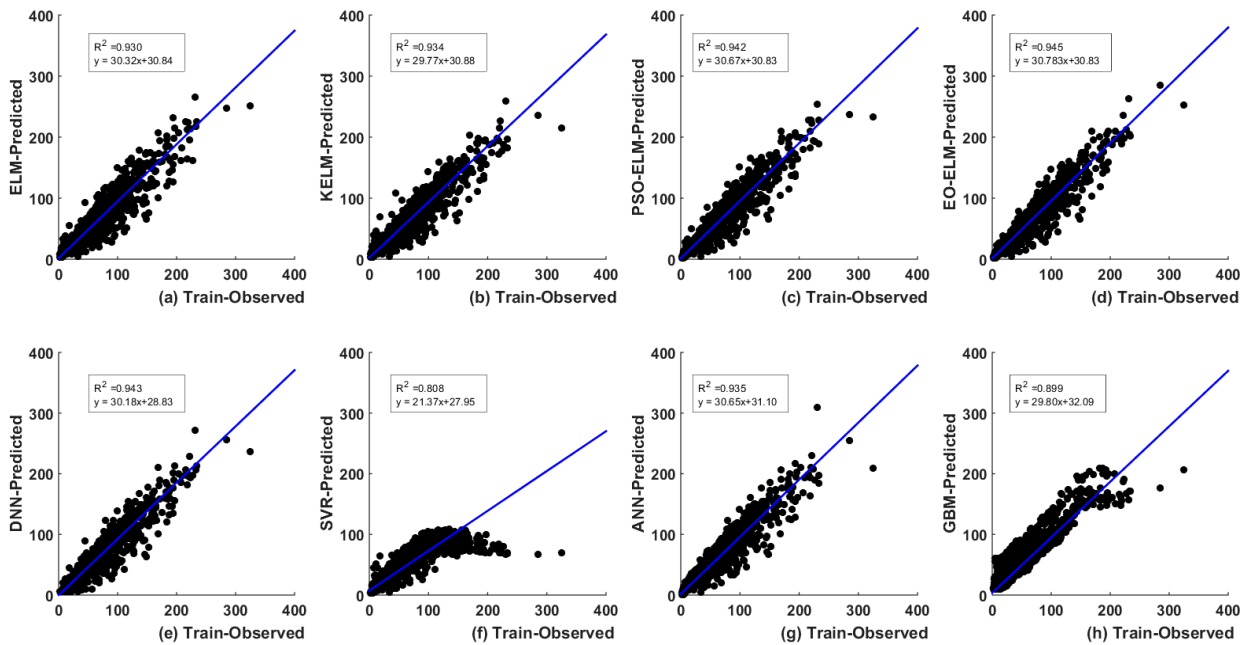 400
300
200
100
0
ELM-Predicted
R² =0.930
y = 30.32x+30.84
0 100 200 300 400
(a) Train-Observed
400
300
200
100
0
KELM-Predicted
R² =0.934
y = 29.77x+30.88
0 100 200 300 400
(b) Train-Observed
400
300
200
100
0
PSO-ELM-Predicted
R² =0.942
y = 30.67x+30.83
0 100 200 300 400
(c) Train-Observed
400
300
200
100
0
EO-ELM-Predicted
R² =0.945
y = 30.783x+30.83
0 100 200 300 400
(d) Train-Observed
400
300
200
100
0
DNN-Predicted
R² =0.943
y = 30.18x+28.83
0 100 200 300 400
(e) Train-Observed
400
300
200
100
0
SVR-Predicted
R² =0.808
y = 21.37x+27.95
0 100 200 300 400
(f) Train-Observed
400
300
200
100
0
ANN-Predicted
R² =0.935
y = 30.65x+31.10
0 100 200 300 400
(g) Train-Observed
400
300
200
100
0
GBM-Predicted
R² =0.899
y = 29.80x+32.09
0 100 200 300 400
(h) Train-Observed